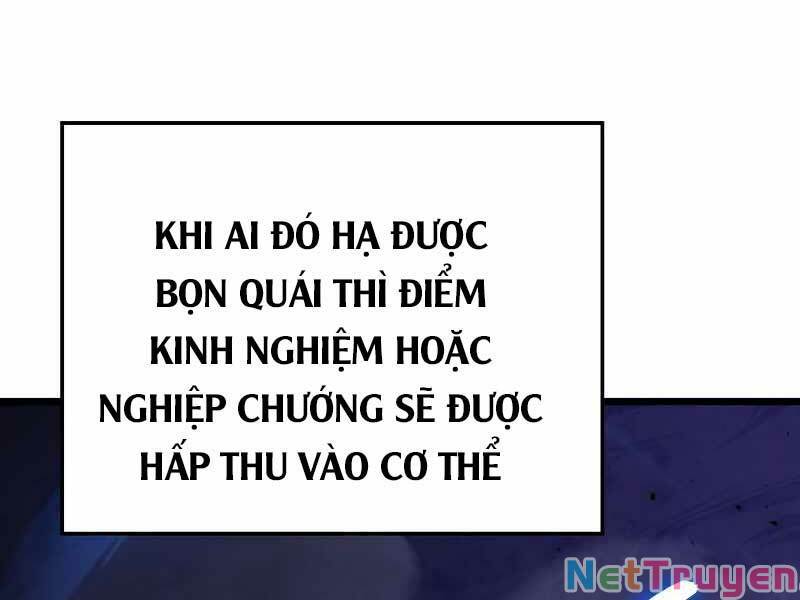 KHI AI ĐÓ HẠ ĐƯỢC
BỌN QUÁI THÌ ĐIỂM
KINH NGHIỆM HOẶC
NGHIỆP CHƯỚNG SẼ ĐƯỢC
HẤP THU VÀO CƠ THỂ
NetTruyen